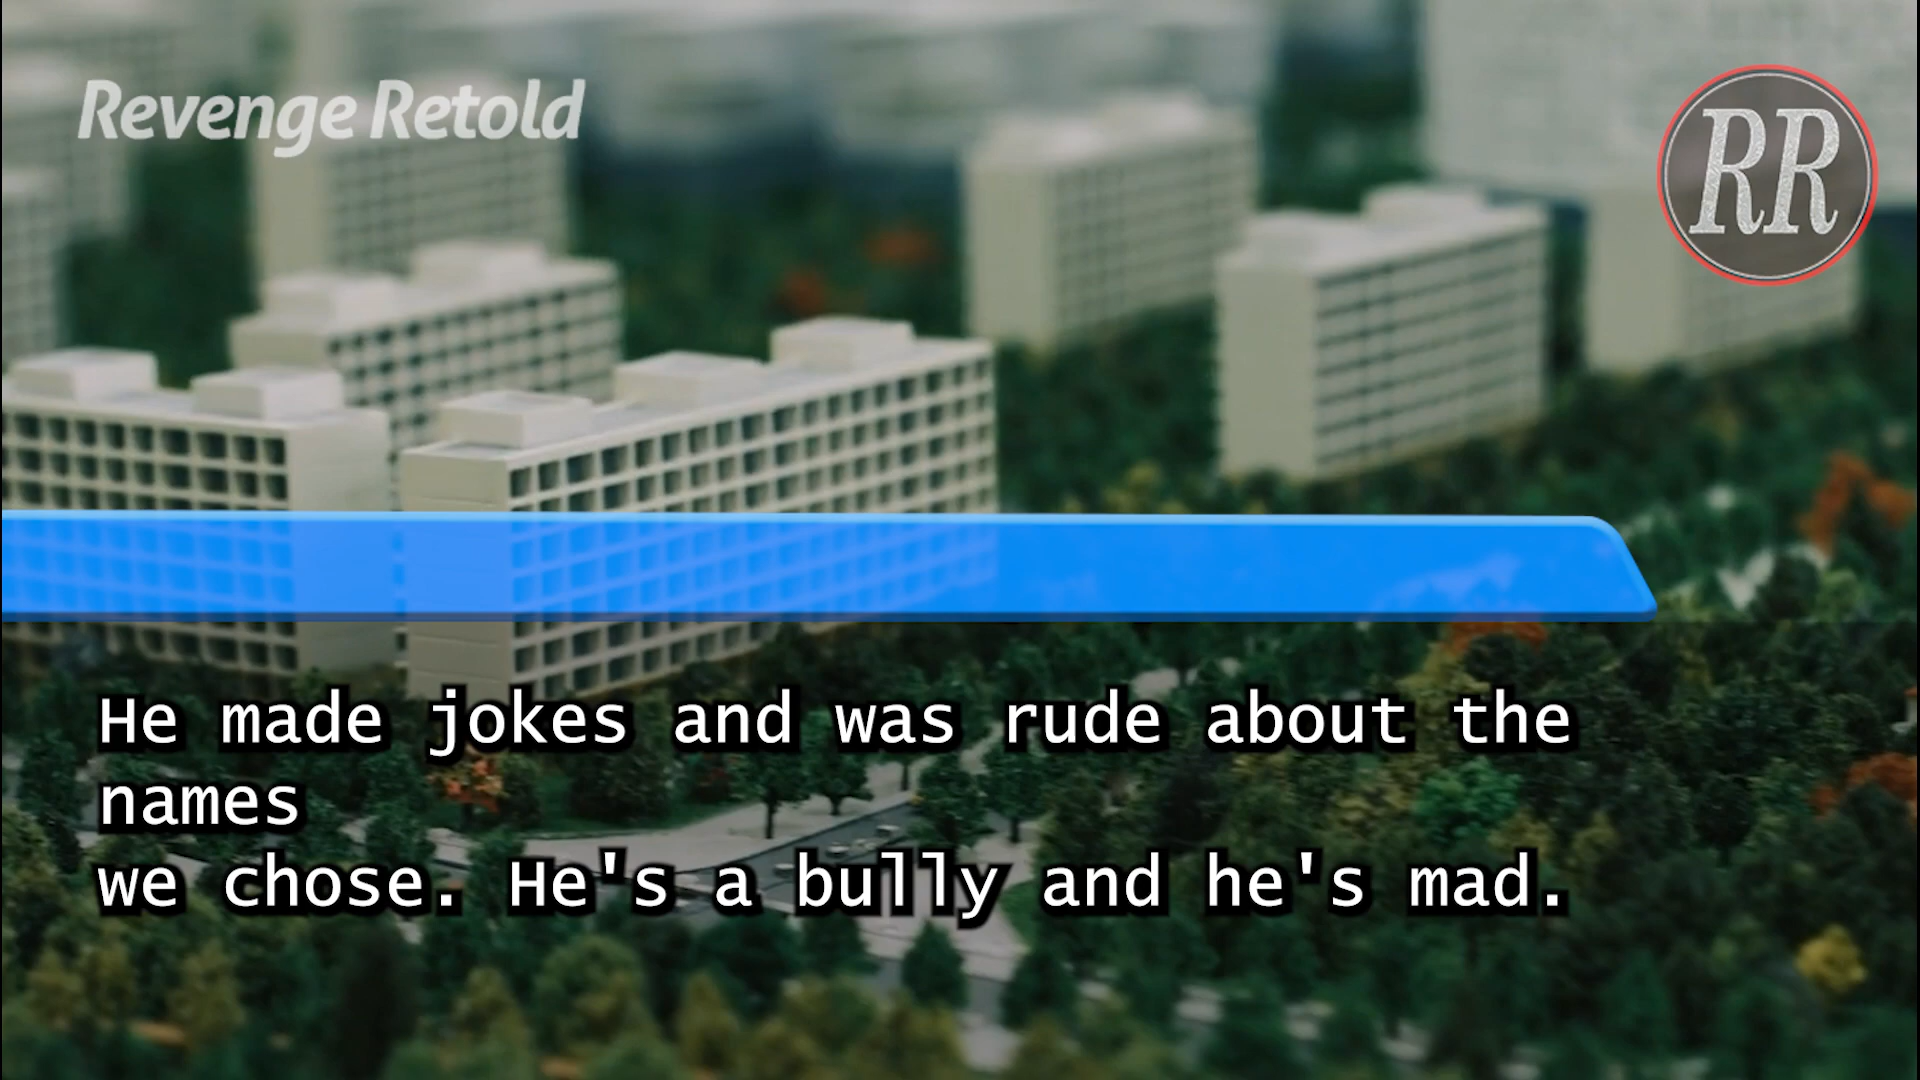 Revenge Retold
RR
He made jokes and was rude about the
names
we chose. He's a bully and he's mad.